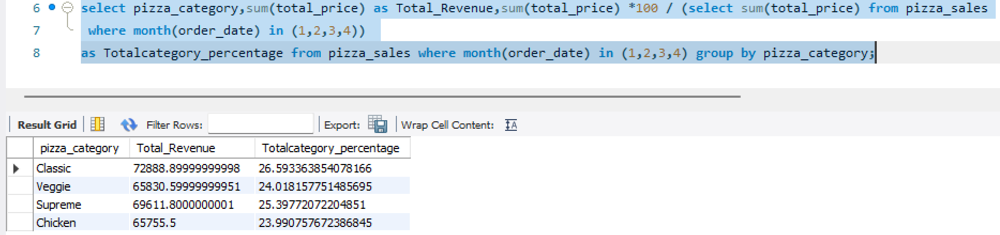 6 select pizza_category,sum(total_price) as Total_Revenue,sum(total_price) *100 / (select sum(total_price) from pizza_sales
7 where month(order_date) in (1,2,3,4))
8 as Totalcategory_percentage from pizza_sales where month(order_date) in (1,2,3,4) group by pizza_category;
Result Grid Filter Rows: Export: Wrap Cell Content: IA
pizza_category Total_Revenue Totalcategory_percentage
Classic 72888.89999999998 26.593363854078166
Veggie 65830.59999999951 24.018157751485695
Supreme 69611.8000000001 25.39772072204851
Chicken 65755.5 23.990757672386845